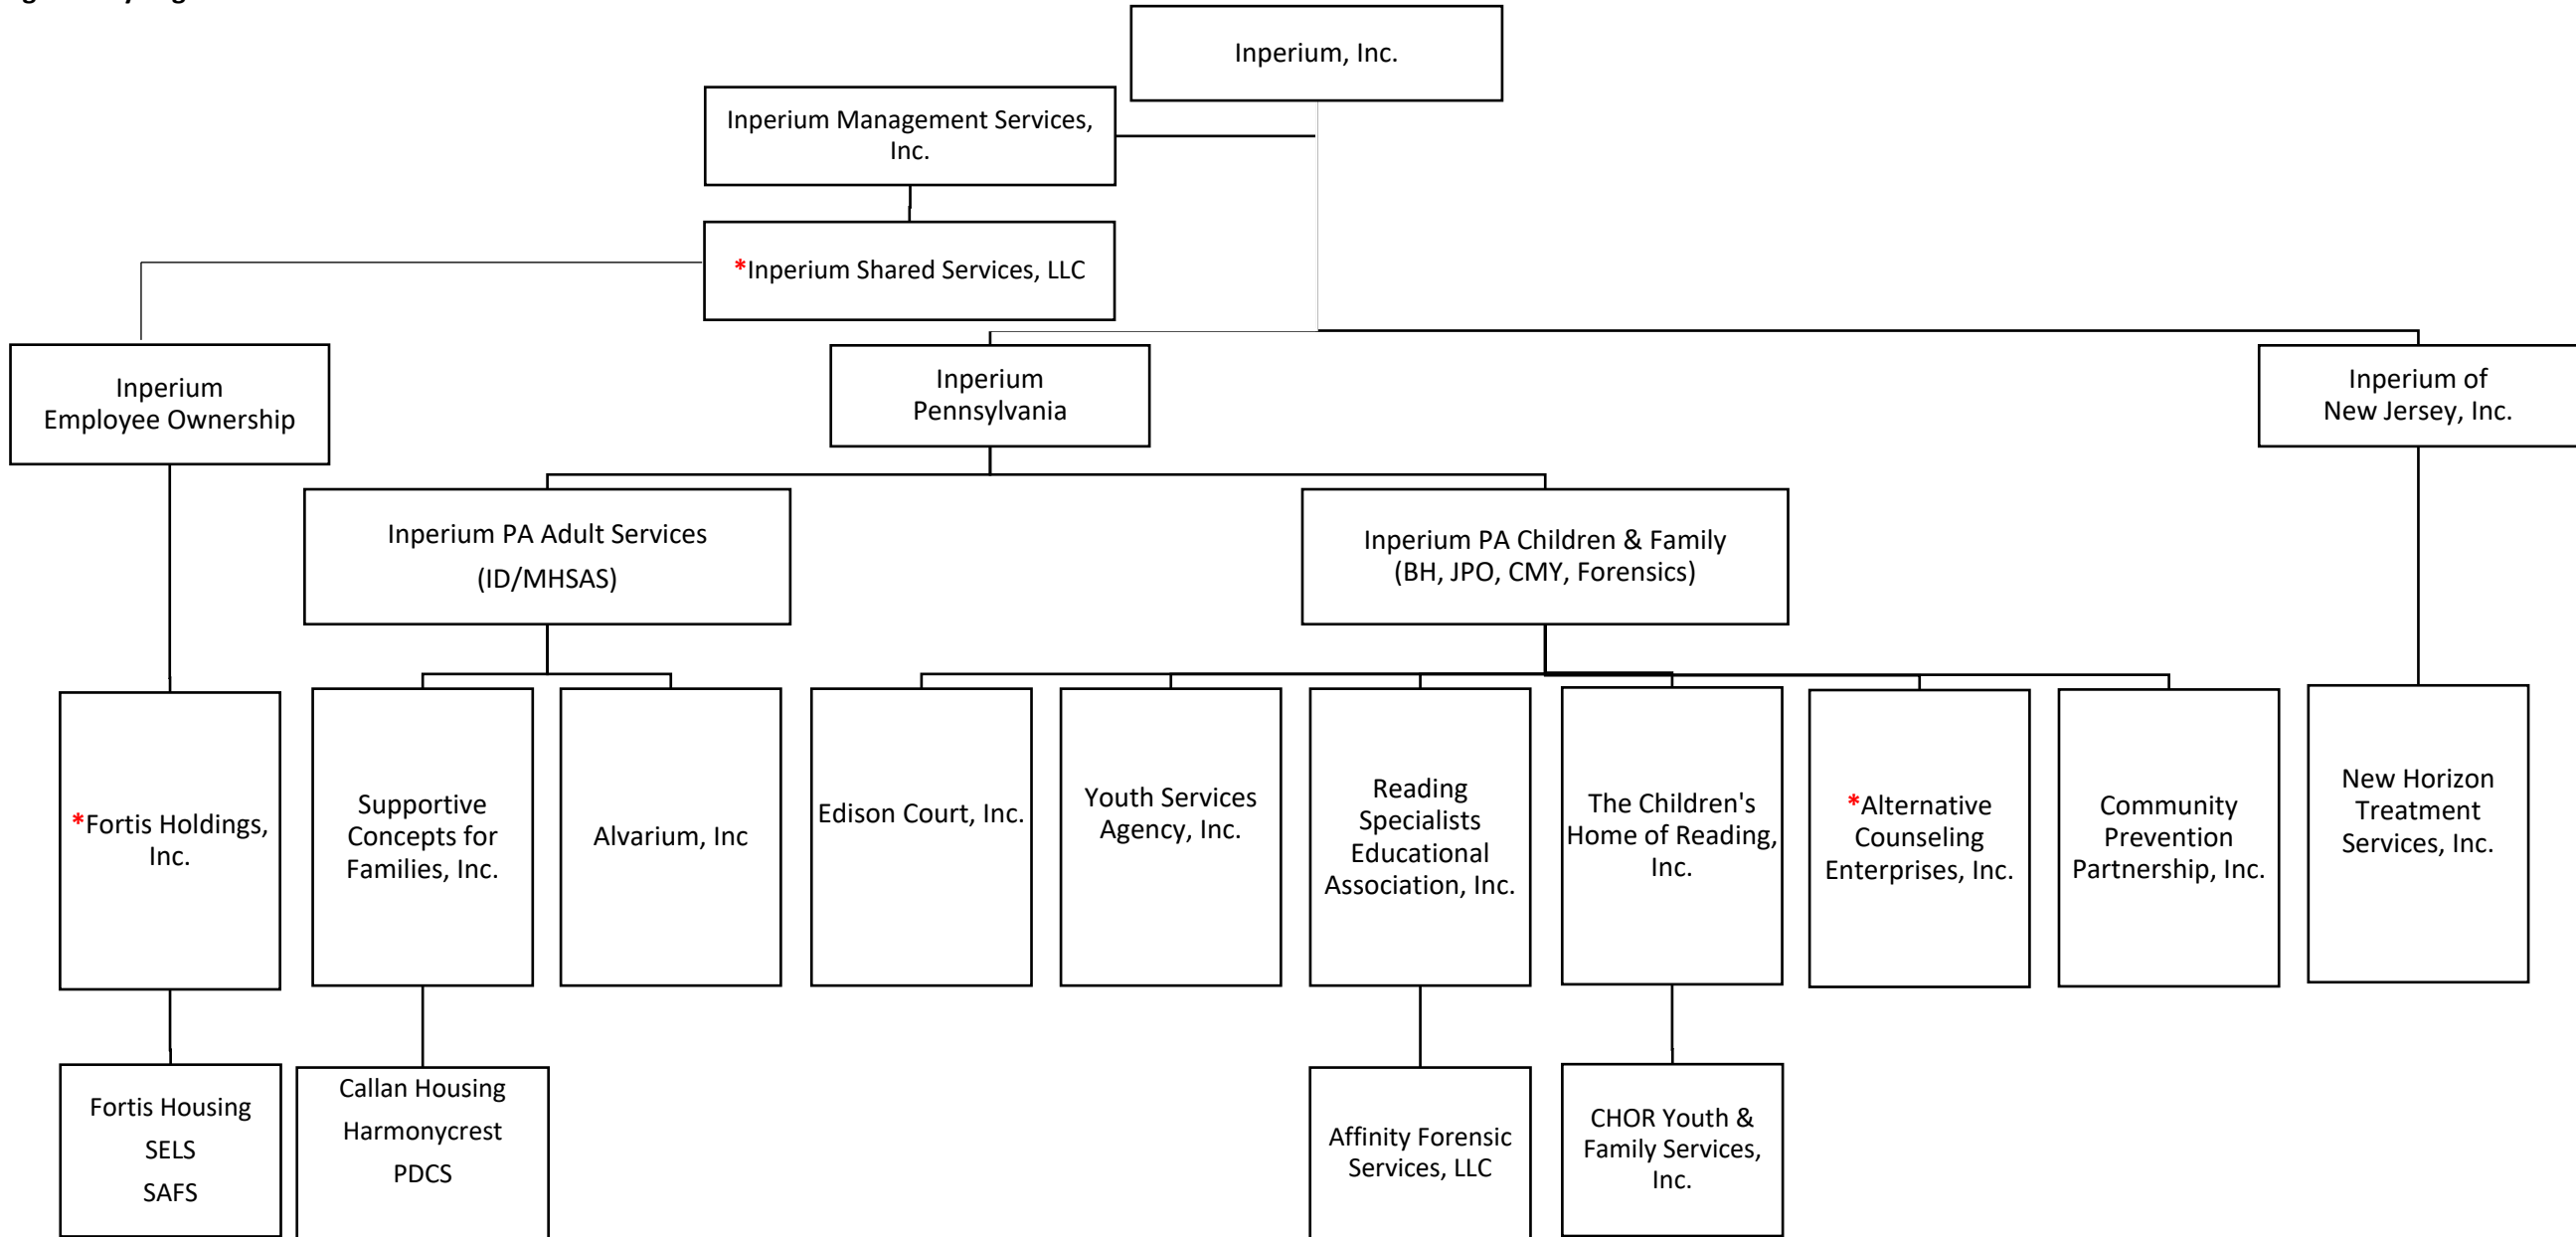 Inperium, Inc.
Inperium Management Services,
Inc.
*Inperium Shared Services, LLC
Inperium
Employee Ownership
Inperium
Pennsylvania
Inperium of
New Jersey, Inc.
Inperium PA Adult Services
(ID/MHSAS)
Inperium PA Children & Family
(BH, JPO, CMY, Forensics)
*Fortis Holdings,
Inc.
Supportive
Concepts for
Families, Inc.
Alvarium, Inc
Edison Court, Inc.
Youth Services
Agency, Inc.
Reading
Specialists
Educational
Association, Inc.
The Children's
Home of Reading,
Inc.
*Alternative
Counseling
Enterprises, Inc.
Community
Prevention
Partnership, Inc.
New Horizon
Treatment
Services, Inc.
Fortis Housing
SELS
SAFS
Callan Housing
Harmonycrest
PDCS
Affinity Forensic
Services, LLC
CHOR Youth &
Family Services,
Inc.